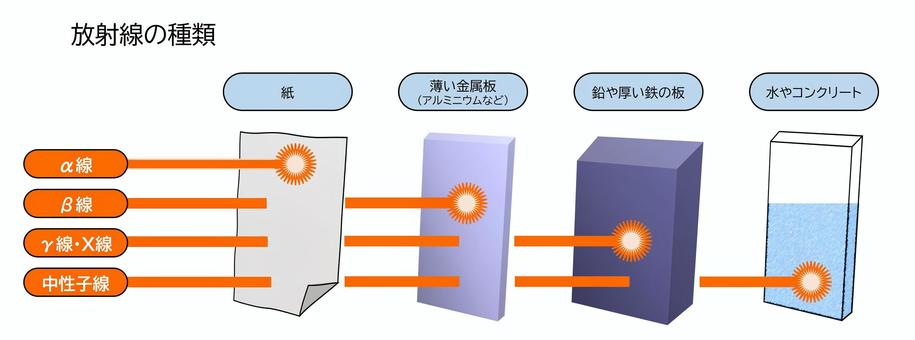 放射線の種類
紙
薄い金属板
（アルミニウムなど）
鉛や厚い鉄の板
水やコンクリート
α線
β線
γ線・X線
中性子線